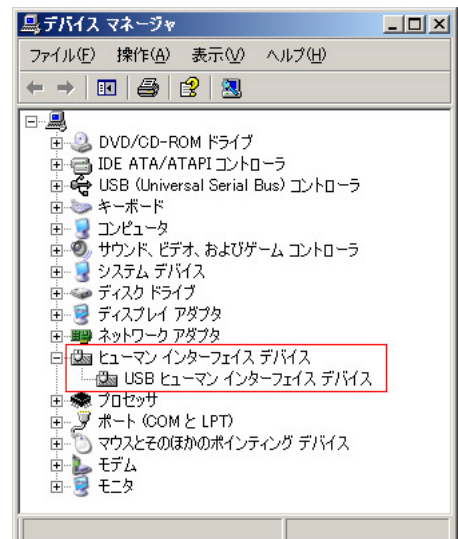 デバイス マネージャ
ファイル(F) 操作(A) 表示(V) ヘルプ(H)
DVD/CD-ROM ドライブ
IDE ATA/ATAPI コントローラ
USB (Universal Serial Bus) コントローラ
キーボード
コンピュータ
サウンド、ビデオ、およびゲーム コントローラ
システム デバイス
ディスク ドライブ
ディスプレイ アダプタ
ネットワーク アダプタ
ヒューマン インターフェイス デバイス
USB ヒューマン インターフェイス デバイス
プロセッサ
ポート (COM と LPT)
マウスとそのほかのポインティング デバイス
モデム
モニタ